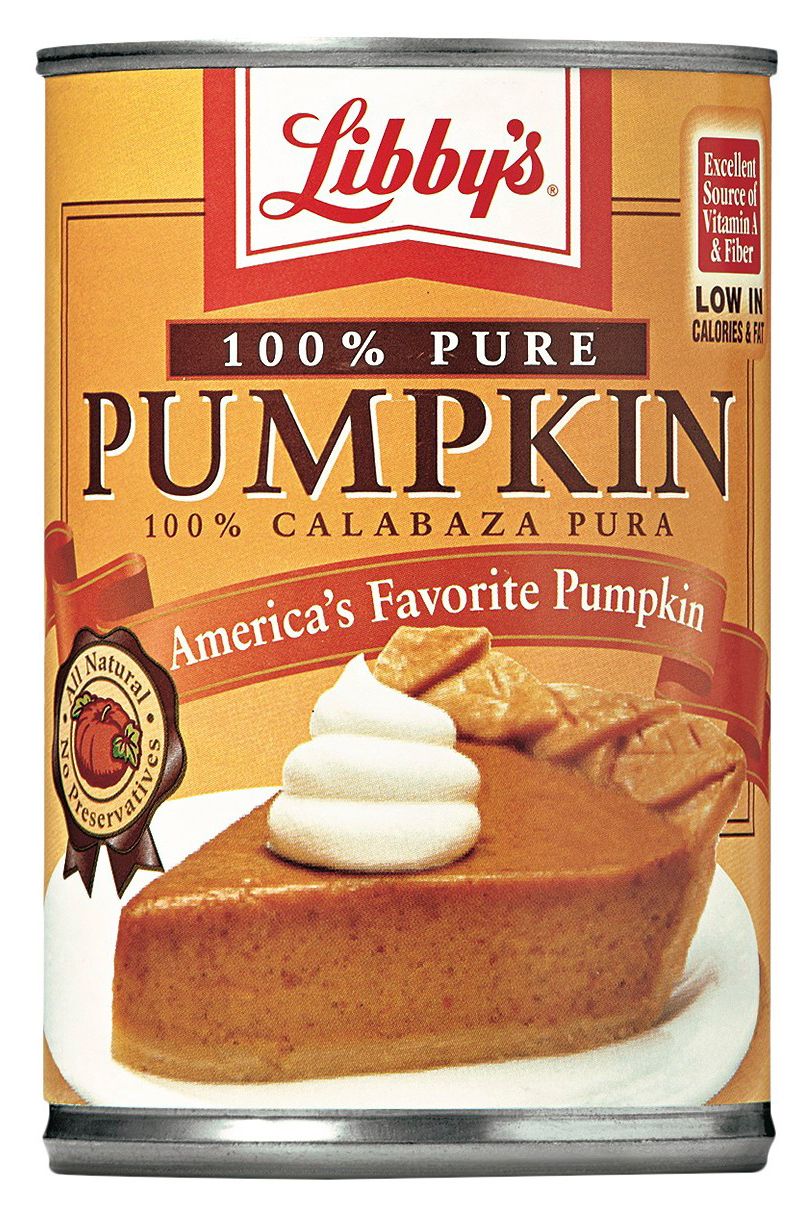 Libby's®
Excellent
Source of
Vitamin A
& Fiber
LOW IN
CALORIES & FAT
100% PURE
PUMPKIN
100% CALABAZA PURA
America's Favorite Pumpkin
All Natural
No Preservatives